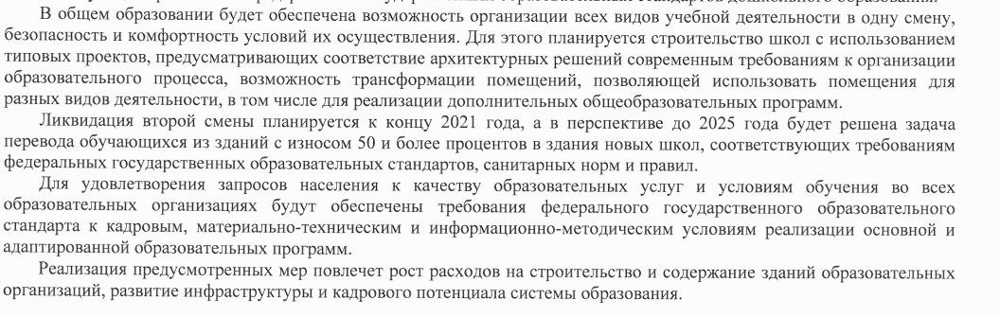 В общем образовании будет обеспечена возможность организации всех видов учебной деятельности в одну смену,
безопасность и комфортность условий их осуществления. Для этого планируется строительство школ с использованием
типовых проектов, предусматривающих соответствие архитектурных решений современным требованиям к организации
образовательного процесса, возможность трансформации помещений, позволяющей использовать помещения для
разных видов деятельности, в том числе для реализации дополнительных общеобразовательных программ.
Ликвидация второй смены планируется к концу 2021 года, а в перспективе до 2025 года будет решена задача
перевода обучающихся из зданий с износом 50 и более процентов в здания новых школ, соответствующих требованиям
федеральных государственных образовательных стандартов, санитарных норм и правил.
Для удовлетворения запросов населения к качеству образовательных услуг и условиям обучения во всех
образовательных организациях будут обеспечены требования федерального государственного образовательного
стандарта к кадровым, материально-техническим и информационно-методическим условиям реализации основной и
адаптированной образовательных программ.
Реализация предусмотренных мер повлечет рост расходов на строительство и содержание зданий образовательных
организаций, развитие инфраструктуры и кадрового потенциала системы образования.